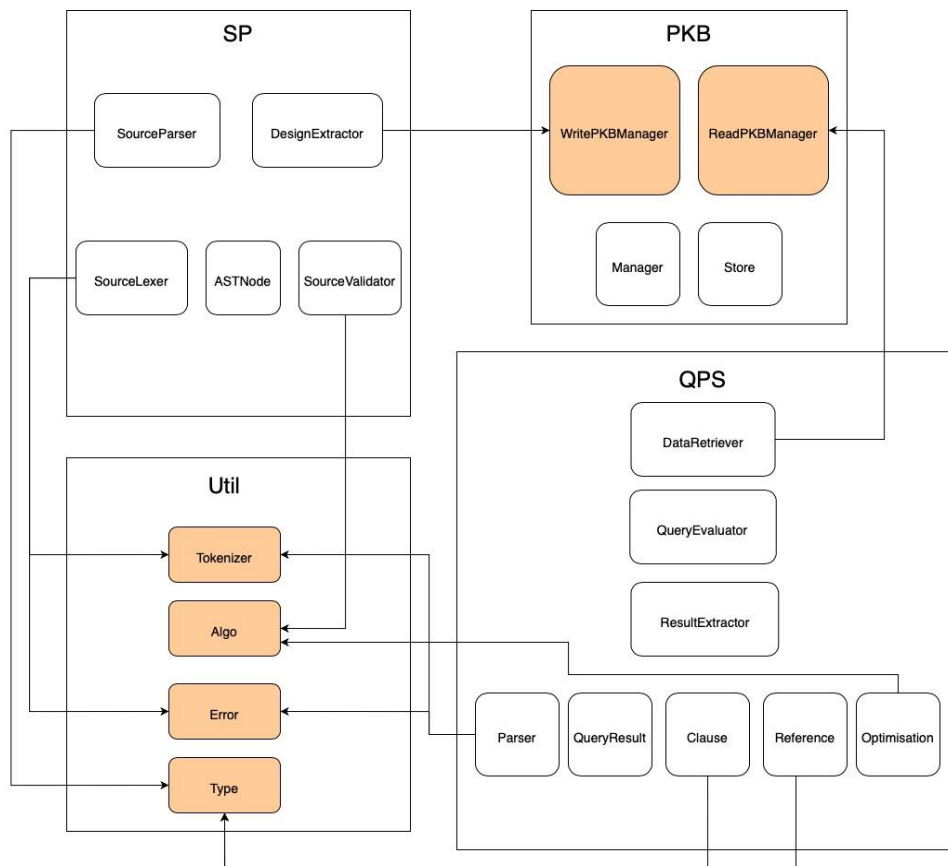 SP
SourceParser
DesignExtractor
SourceLexer
ASTNode
SourceValidator
PKB
WritePKBManager
ReadPKBManager
Manager
Store
Util
Tokenizer
Algo
Error
Type
QPS
DataRetriever
QueryEvaluator
ResultExtractor
Parser
QueryResult
Clause
Reference
Optimisation